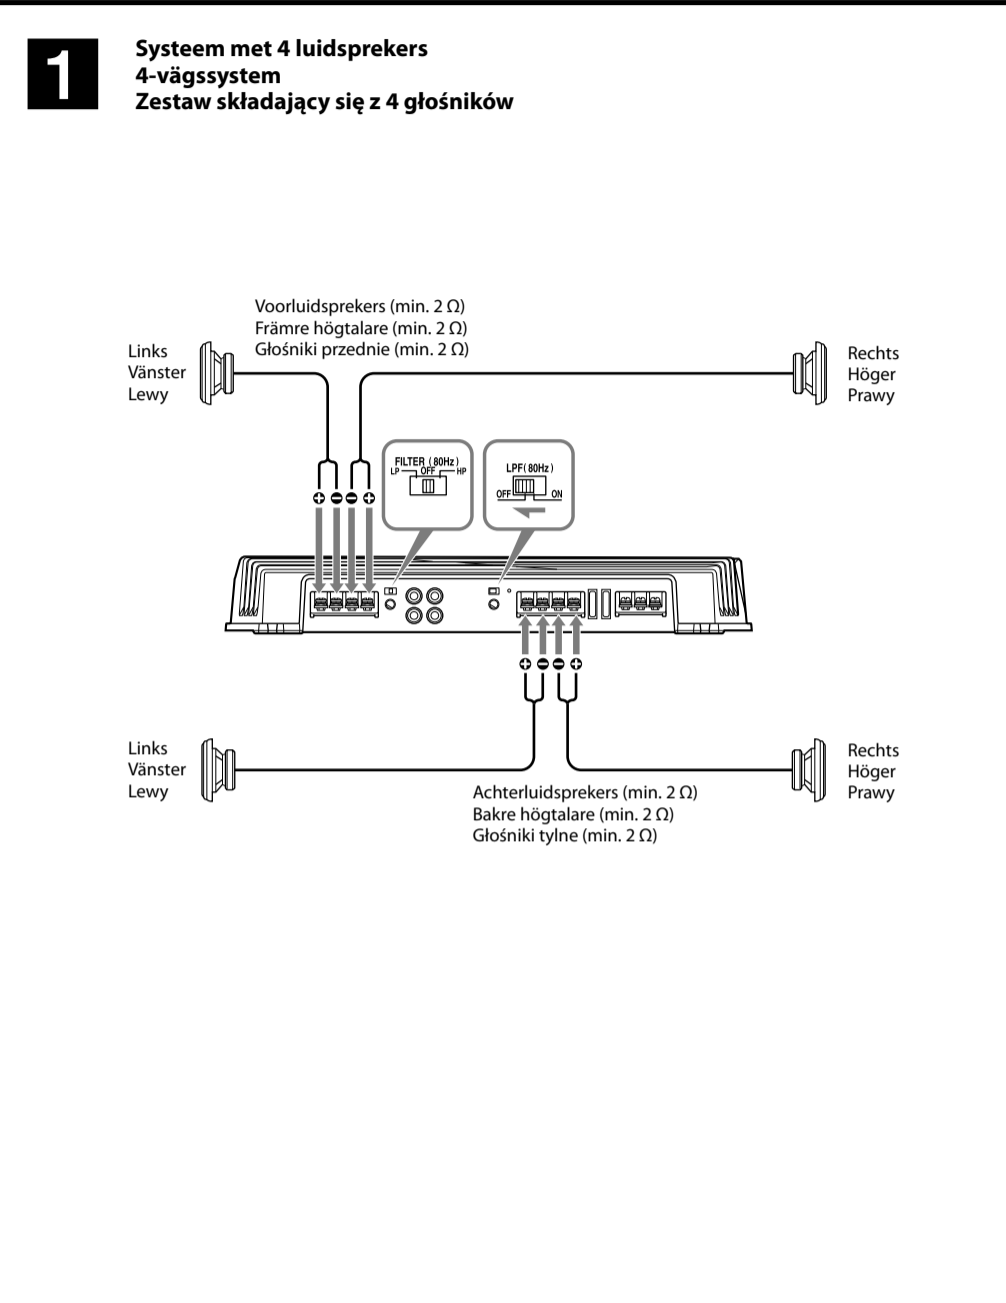 1
Systeem met 4 luidsprekers
4-vägssystem
Zestaw składający się z 4 głośników
Voorluidsprekers (min. 2 Ω)
Främre högtalare (min. 2 Ω)
Głośniki przednie (min. 2 Ω)
Links
Vänster
Lewy
Rechts
Höger
Prawy
FILTER ( 80Hz )
LP OFF HP
LPF( 80Hz )
OFF ON
Links
Vänster
Lewy
Rechts
Höger
Prawy
Achterluidsprekers (min. 2 Ω)
Bakre högtalare (min. 2 Ω)
Głośniki tylne (min. 2 Ω)